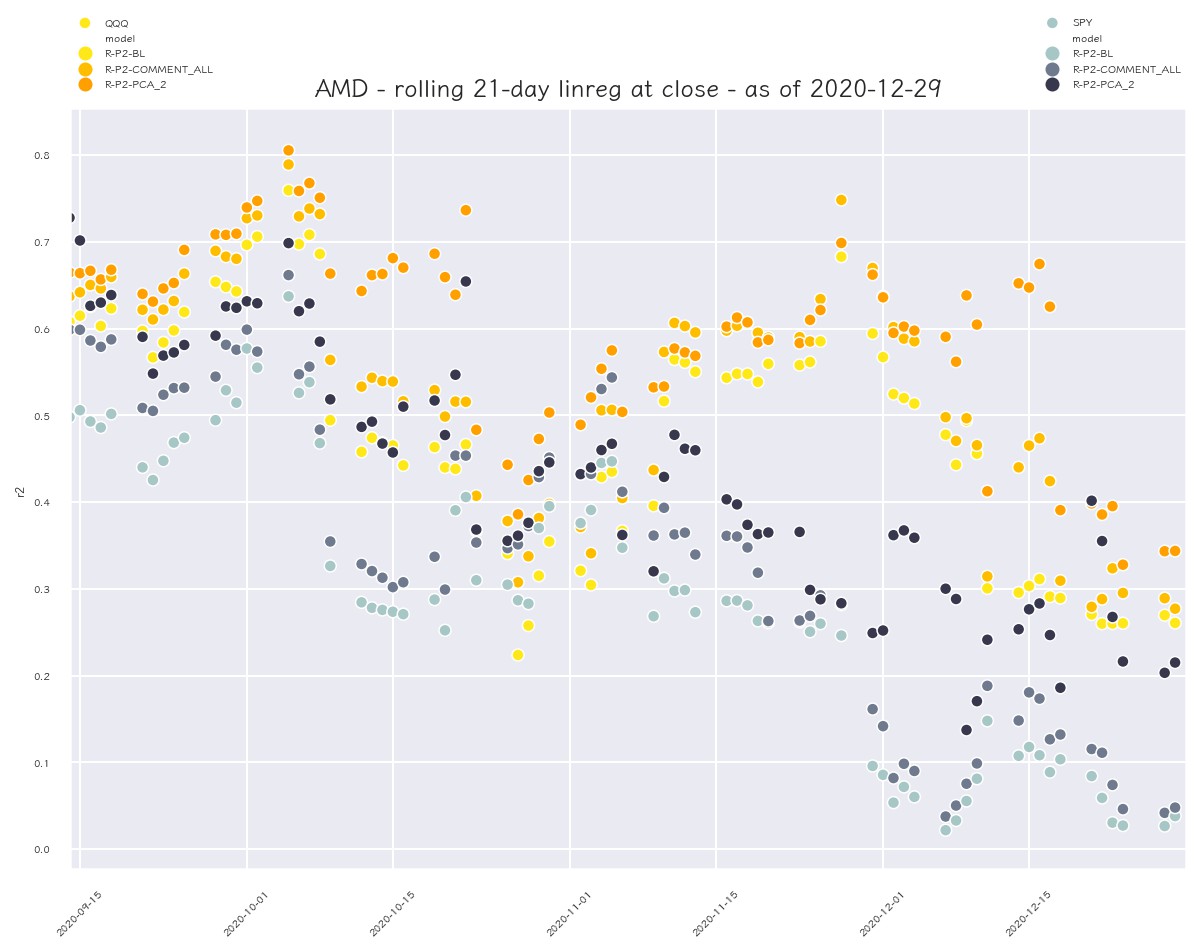 QQQ
model
R-P2-BL
R-P2-COMMENT_ALL
R-P2-PCA_2
SPY
model
R-P2-BL
R-P2-COMMENT_ALL
R-P2-PCA_2
AMD - rolling 21-day linreg at close - as of 2020-12-29
0.8
0.7
0.6
0.5
0.4
0.3
0.2
0.1
0.0
r2
2020-09-15
2020-10-01
2020-10-15
2020-11-01
2020-11-15
2020-12-01
2020-12-15